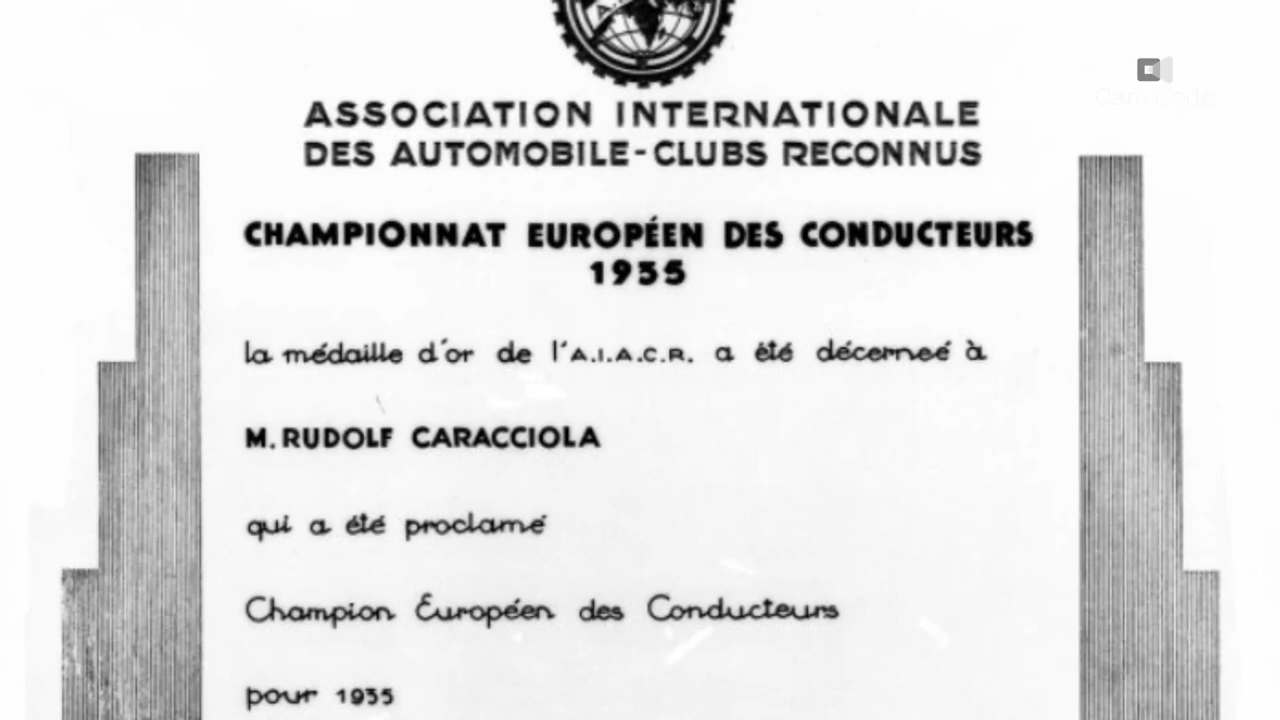 ASSOCIATION INTERNATIONALE
DES AUTOMOBILE-CLUBS RECONNUS
CHAMPIONNAT EUROPÉEN DES CONDUCTEURS
1935
la médaille d'or de l'A.I.A.C.R. a été décerneé à
M. RUDOLF CARACCIOLA
qui a été proclamé
Champion Européen des Conducteurs
pour 1935